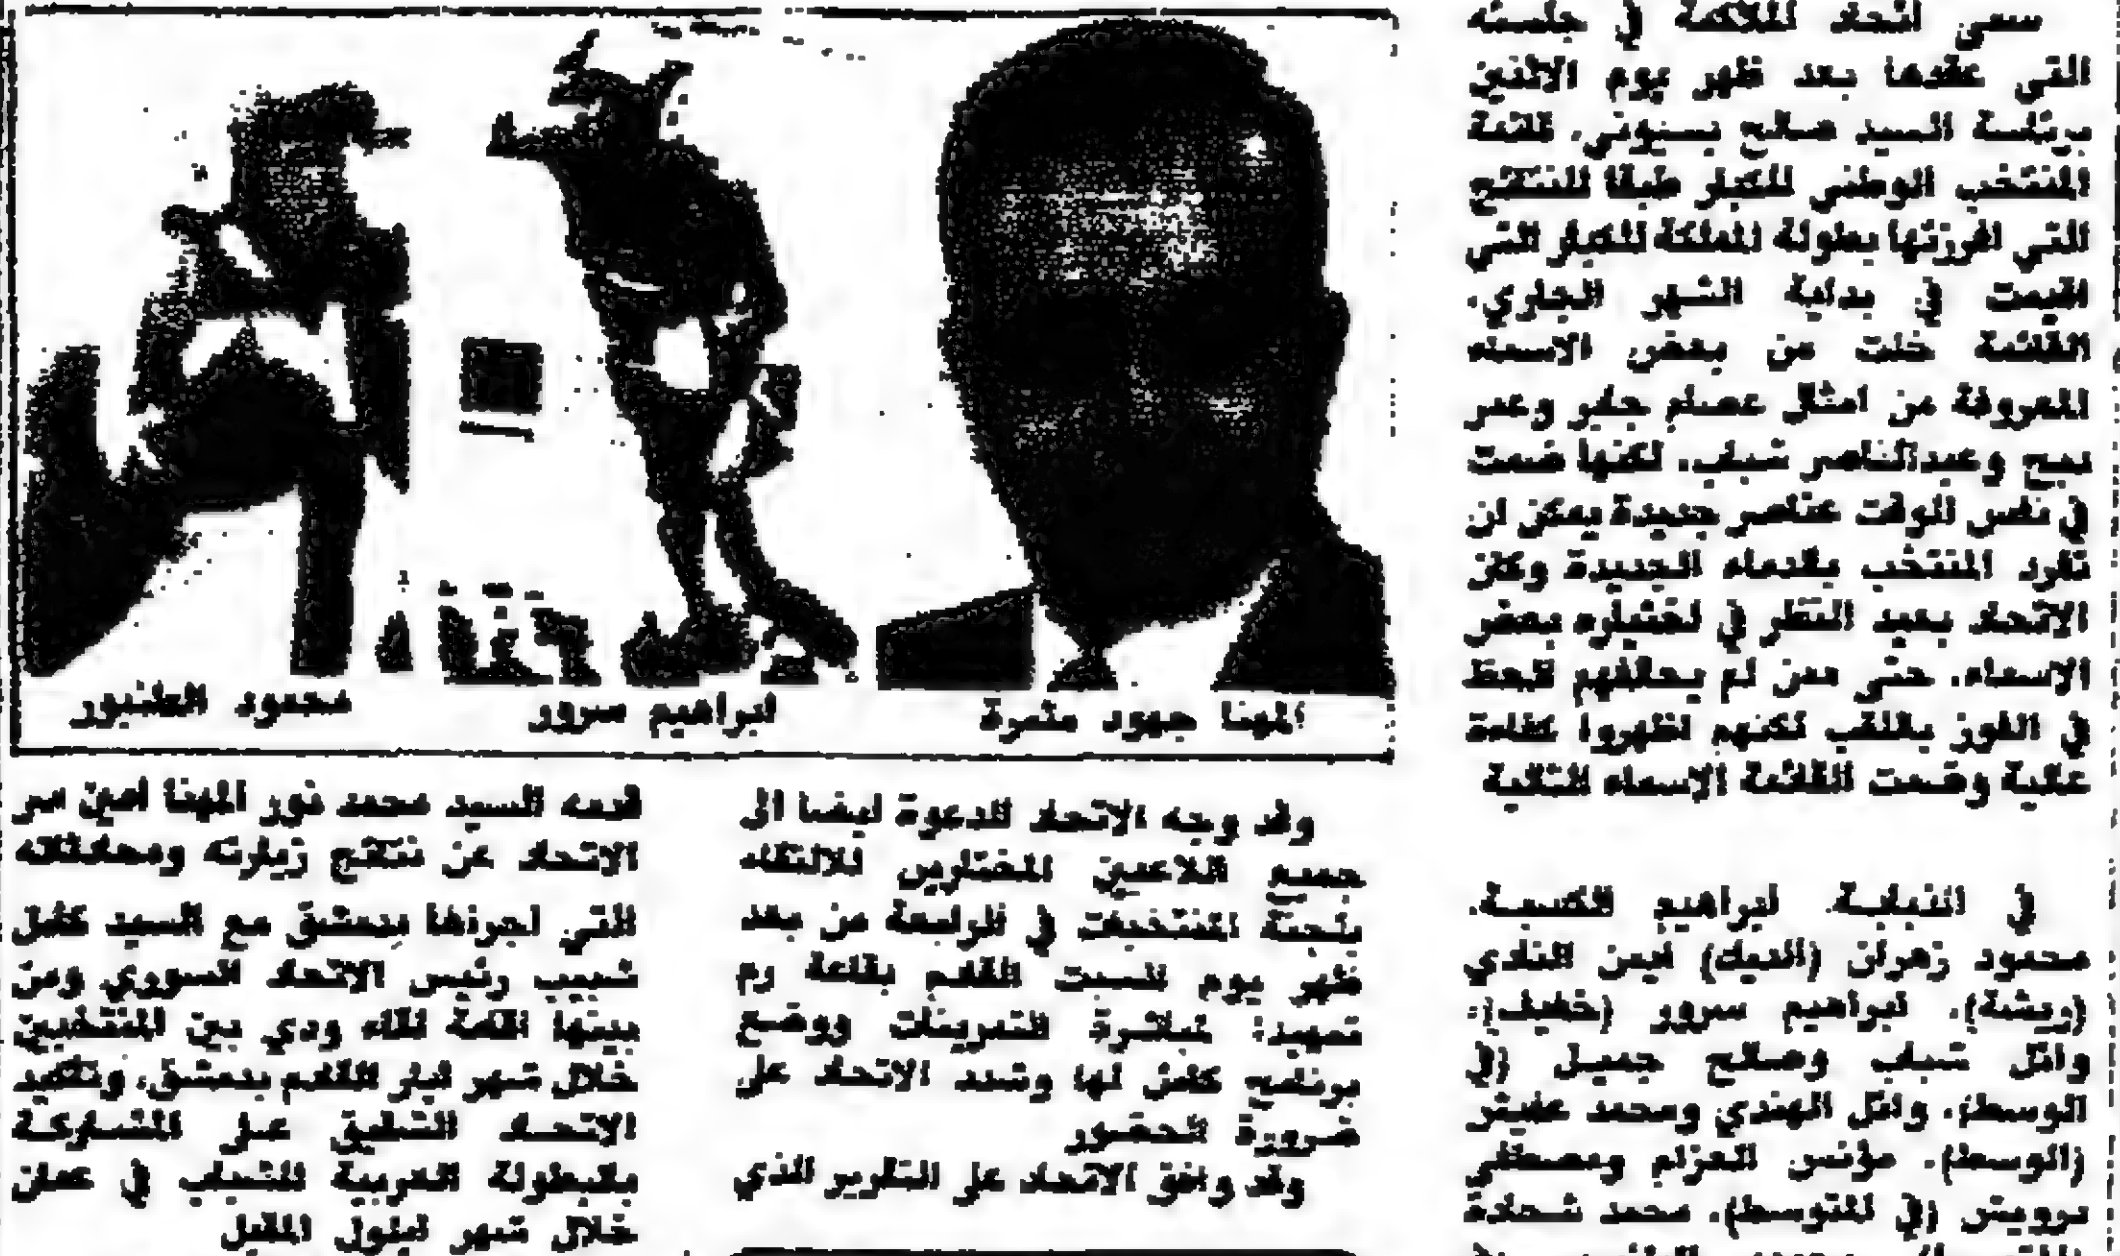 سمى اتحاد الملاكمة في جلسته
التي عقدها بعد ظهر يوم الاثنين
برئاسة السيد صالح بسيوني، قائمة
المنتخب الوطني للكبار طبقا للنتائج
التي افرزتها بطولة المملكة للكبار التي
اقيمت في بداية الشهر الجاري.
القائمة خلت من بعض الاسماء
المعروفة من امثال عصام جابر وعمر
وعبدالناصر شباب، لكنها ضمت
في نفس الوقت عناصر جديدة يمكن ان
المنتخب بالدماء الجديدة وكان
الاتحاد بعيد النظر في اختياره بعض
الاسماء، حتى ممن لم يحالفهم الحظ
في الفوز باللقب لكنهم اظهروا كفاءة
عالية وضمت القائمة الاسماء التالية
في ابراهيم
محمود زهران (الديك) ايمن النادي
(ريشة)، ابراهيم سرور (خفيف)،
وائل شباب وصالح جميل (في
الوسط)، وائل الهندي ومحمد
(الوسط)، مؤنس العزام ومصطفى
درويش (في المتوسط)، محمد شحادة
المهنا جهود مثمرة
ابراهيم سرور
محمود
وقد وجه الاتحاد الدعوة ايضا الى
جميع اللاعبين المختارين للالتقاء
بلجنة المنتخبات في الرابعة من بعد
ظهر يوم السبت القادم بقاعة رم
تمهيدا لمباشرة التمرينات ووضع
برنامج كامل لها وشدد الاتحاد على
ضرورة الحضور
وقد وافق الاتحاد على التقرير الذي
قدمه السيد محمد نور المهنا امين سر
الاتحاد عن نتائج زيارته ومحادثاته
التي اجراها بدمشق مع السيد كامل
شبيب رئيس الاتحاد السوري ومن
بينها اقامة لقاء ودي بين المنتخبين
خلال شهر ايار القادم بدمشق، وتأكيد
الاتحاد الشقيق على المشاركة
بالبطولة العربية للشباب في عمان
خلال شهر ايلول المقبل